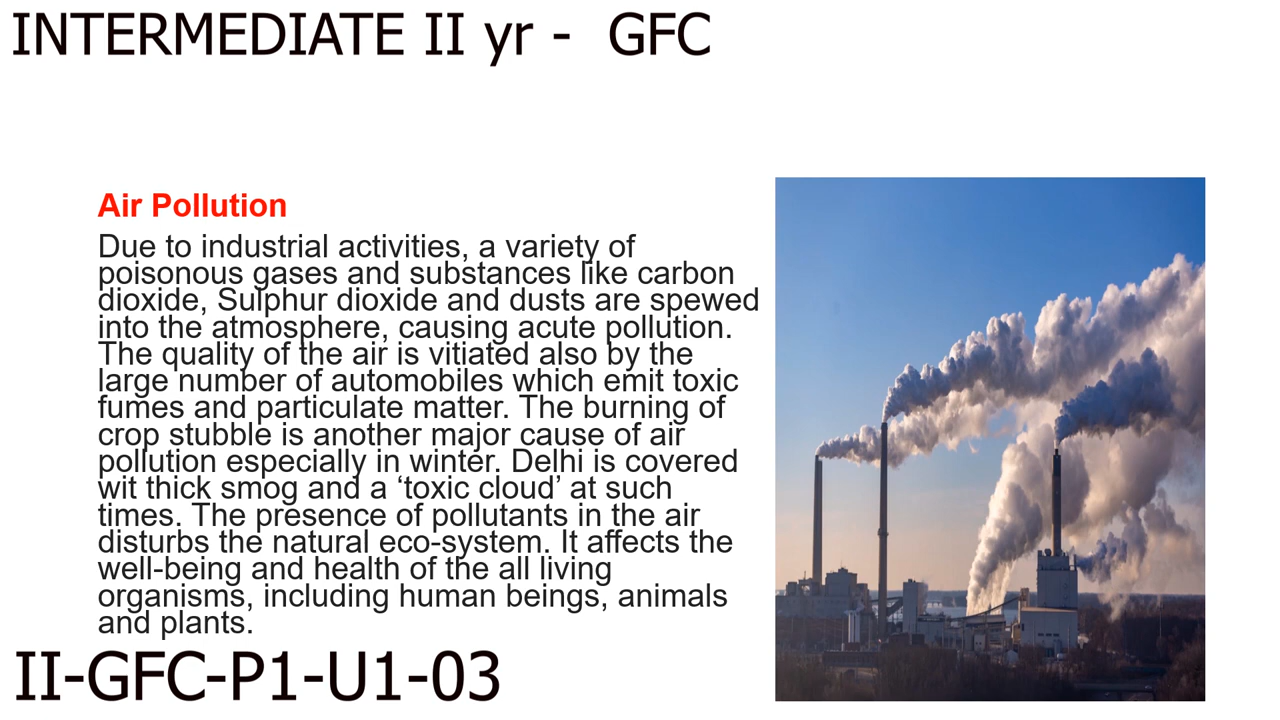 INTERMEDIATE II yr - GFC
Air Pollution
Due to industrial activities, a variety of
poisonous gases and substances like carbon
dioxide, Sulphur dioxide and dusts are spewed
into the atmosphere, causing acute pollution.
The quality of the air is vitiated also by the
large number of automobiles which emit toxic
fumes and particulate matter. The burning of
crop stubble is another major cause of air
pollution especially in winter. Delhi is covered
wit thick smog and a ‘toxic cloud’ at such
times. The presence of pollutants in the air
disturbs the natural eco-system. It affects the
well-being and health of the all living
organisms, including human beings, animals
and plants.
II-GFC-P1-U1-03